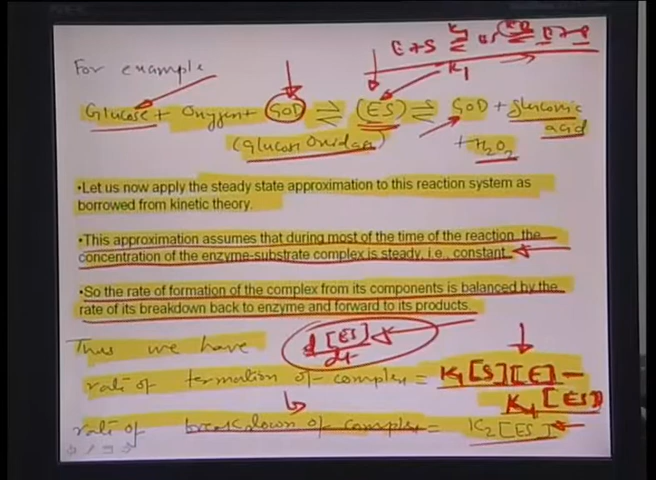 E+S ⇌ ES ⇌ E+P
K1
For example
Glucose + Oxygen + GOD ⇌ (ES) ⇌ GOD + gluconic acid
(Glucose Oxidase) + H2O2
•Let us now apply the steady state approximation to this reaction system as
borrowed from kinetic theory.
•This approximation assumes that during most of the time of the reaction, the
concentration of the enzyme-substrate complex is steady, i.e., constant.
•So the rate of formation of the complex from its components is balanced by the
rate of its breakdown back to enzyme and forward to its products.
Thus we have d[ES]/dt
rate of formation of complex = K1[S][E] –
K-1[ES]
rate of breakdown of complex = K2[ES]